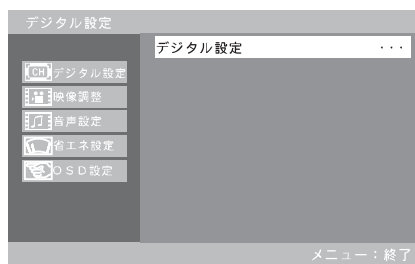 デジタル設定
デジタル設定 ・・・
CH デジタル設定
映像調整
音声設定
省エネ設定
OSD設定
メニュー：終了